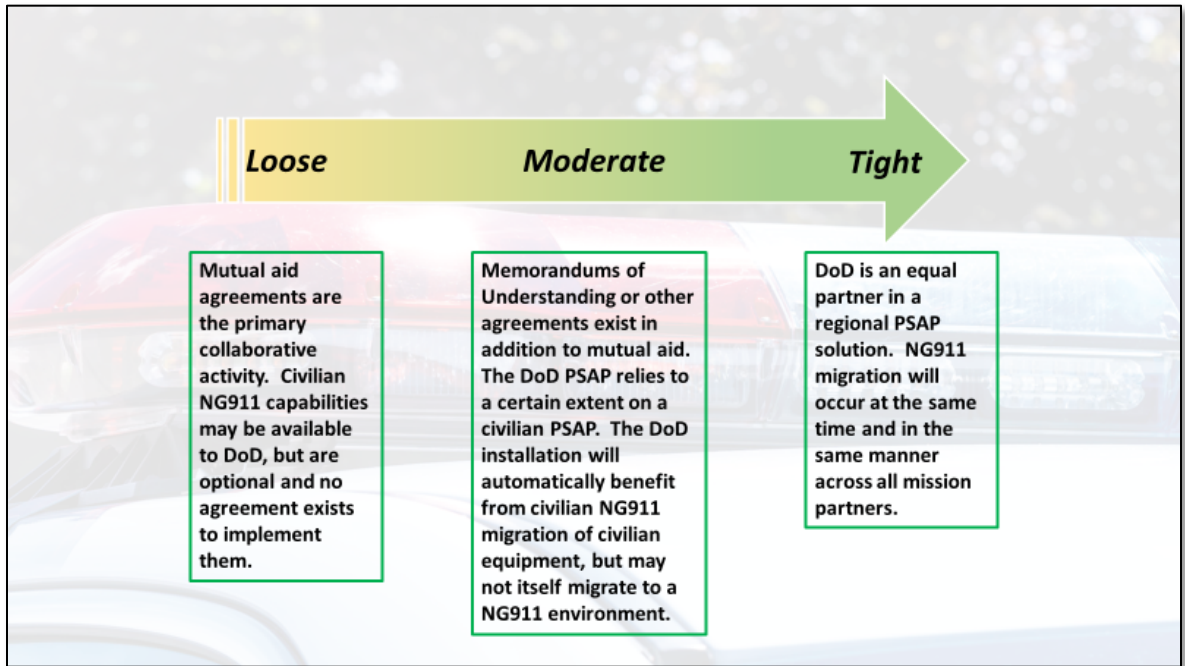 Loose
Moderate
Tight
Mutual aid
agreements are
the primary
collaborative
activity.  Civilian
NG911 capabilities
may be available
to DoD, but are
optional and no
agreement exists
to implement
them.
Memorandums of
Understanding or other
agreements exist in
addition to mutual aid.
The DoD PSAP relies to
a certain extent on a
civilian PSAP.  The DoD
installation will
automatically benefit
from civilian NG911
migration of civilian
equipment, but may
not itself migrate to a
NG911 environment.
DoD is an equal
partner in a
regional PSAP
solution.  NG911
migration will
occur at the same
time and in the
same manner
across all mission
partners.